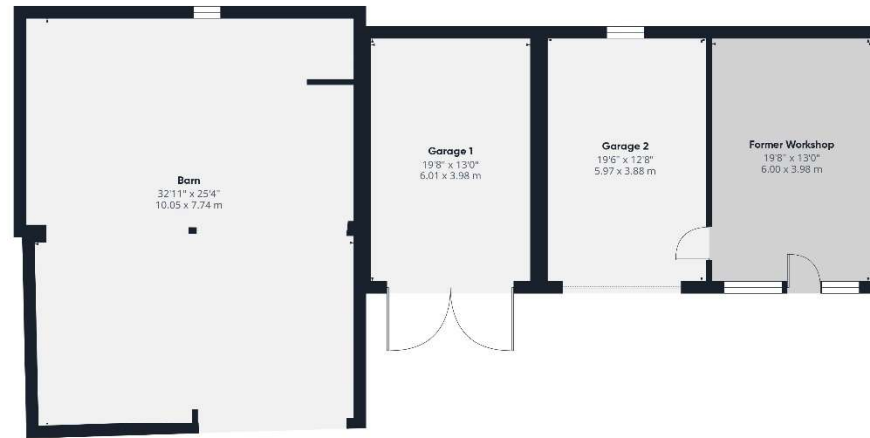 Barn
32'11" x 25'4"
10.05 x 7.74 m
Garage 1
19'8" x 13'0"
6.01 x 3.98 m
Garage 2
19'6" x 12'8"
5.97 x 3.88 m
Former Workshop
19'8" x 13'0"
6.00 x 3.98 m